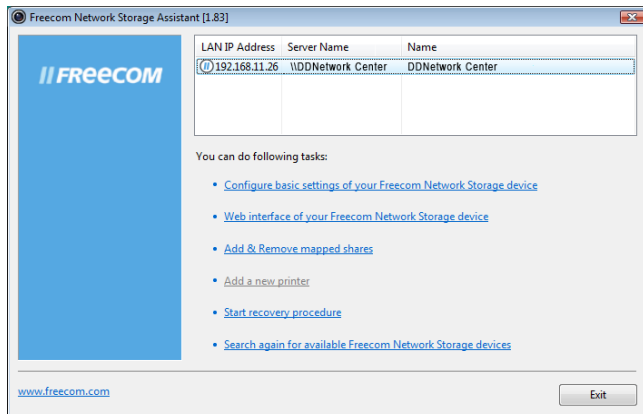 Freecom Network Storage Assistant [1.83]
FREECOM
LAN IP Address Server Name Name
192.168.11.26 \\DDNetwork Center DDNetwork Center
You can do following tasks:
• Configure basic settings of your Freecom Network Storage device
• Web interface of your Freecom Network Storage device
• Add & Remove mapped shares
• Add a new printer
• Start recovery procedure
• Search again for available Freecom Network Storage devices
www.freecom.com
Exit